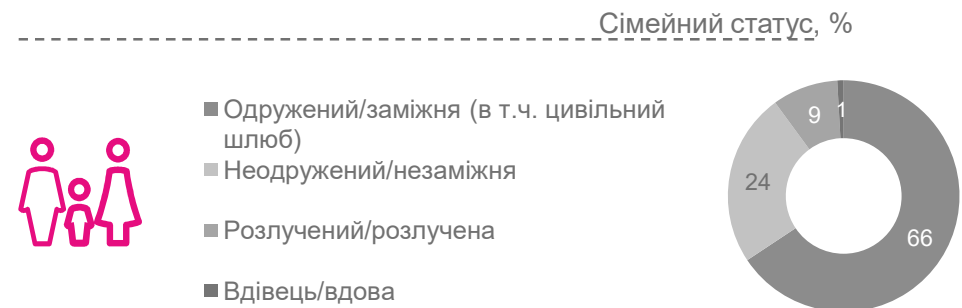 Сімейний статус, %
Одружений/заміжня (в т.ч. цивільний
шлюб)
Неодружений/незаміжня
Розлучений/розлучена
Вдівець/вдова
9
1
24
66